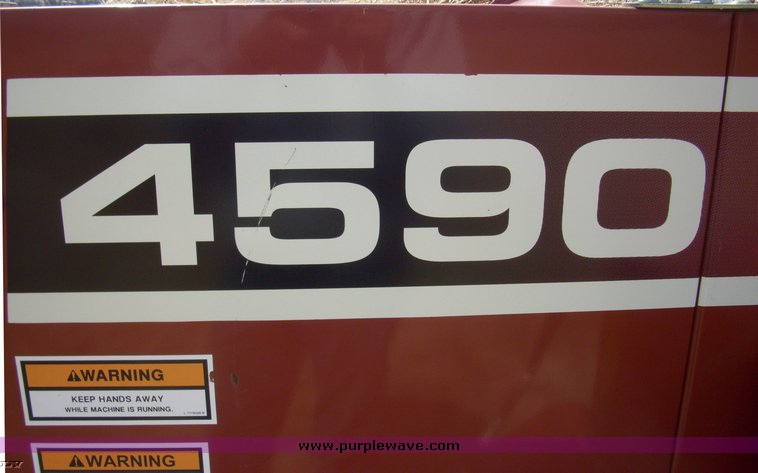 4590
WARNING
KEEP HANDS AWAY
WHILE MACHINE IS RUNNING.
www.purplewave.com
WARNING